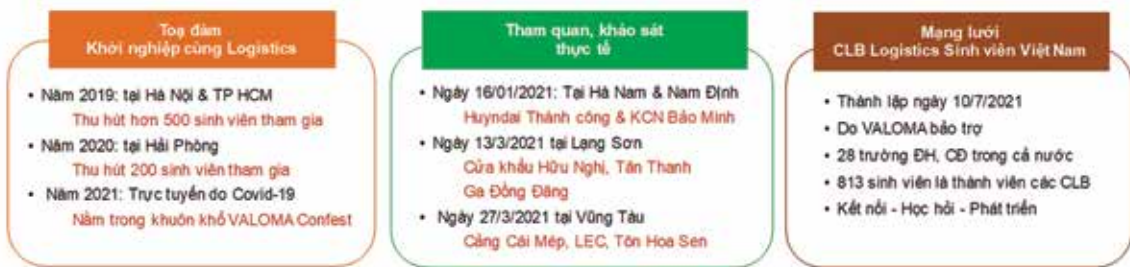 Toạ đàm
Khởi nghiệp cùng Logistics
• Năm 2019: tại Hà Nội & TP HCM
Thu hút hơn 500 sinh viên tham gia
• Năm 2020: tại Hải Phòng
Thu hút 200 sinh viên tham gia
• Năm 2021: Trực tuyến do Covid-19
Nằm trong khuôn khổ VALOMA Confest
Tham quan, khảo sát
thực tế
• Ngày 16/01/2021: Tại Hà Nam & Nam Định
Huyndai Thành công & KCN Bảo Minh
• Ngày 13/3/2021 tại Lạng Sơn
Cửa khẩu Hữu Nghị, Tân Thanh
Ga Đồng Đăng
• Ngày 27/3/2021 tại Vũng Tàu
Cảng Cái Mép, LEC, Tôn Hoa Sen
Mạng lưới
CLB Logistics Sinh viên Việt Nam
• Thành lập ngày 10/7/2021
• Do VALOMA bảo trợ
• 28 trường ĐH, CĐ trong cả nước
• 813 sinh viên là thành viên các CLB
• Kết nối - Học hỏi - Phát triển